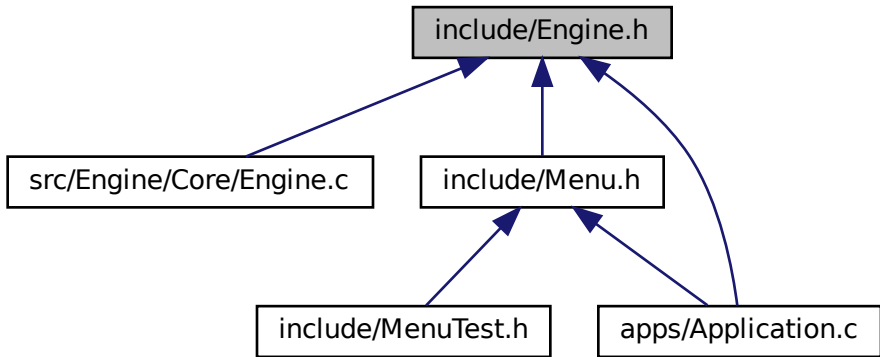 include/Engine.h
src/Engine/Core/Engine.c
include/Menu.h
include/MenuTest.h
apps/Application.c